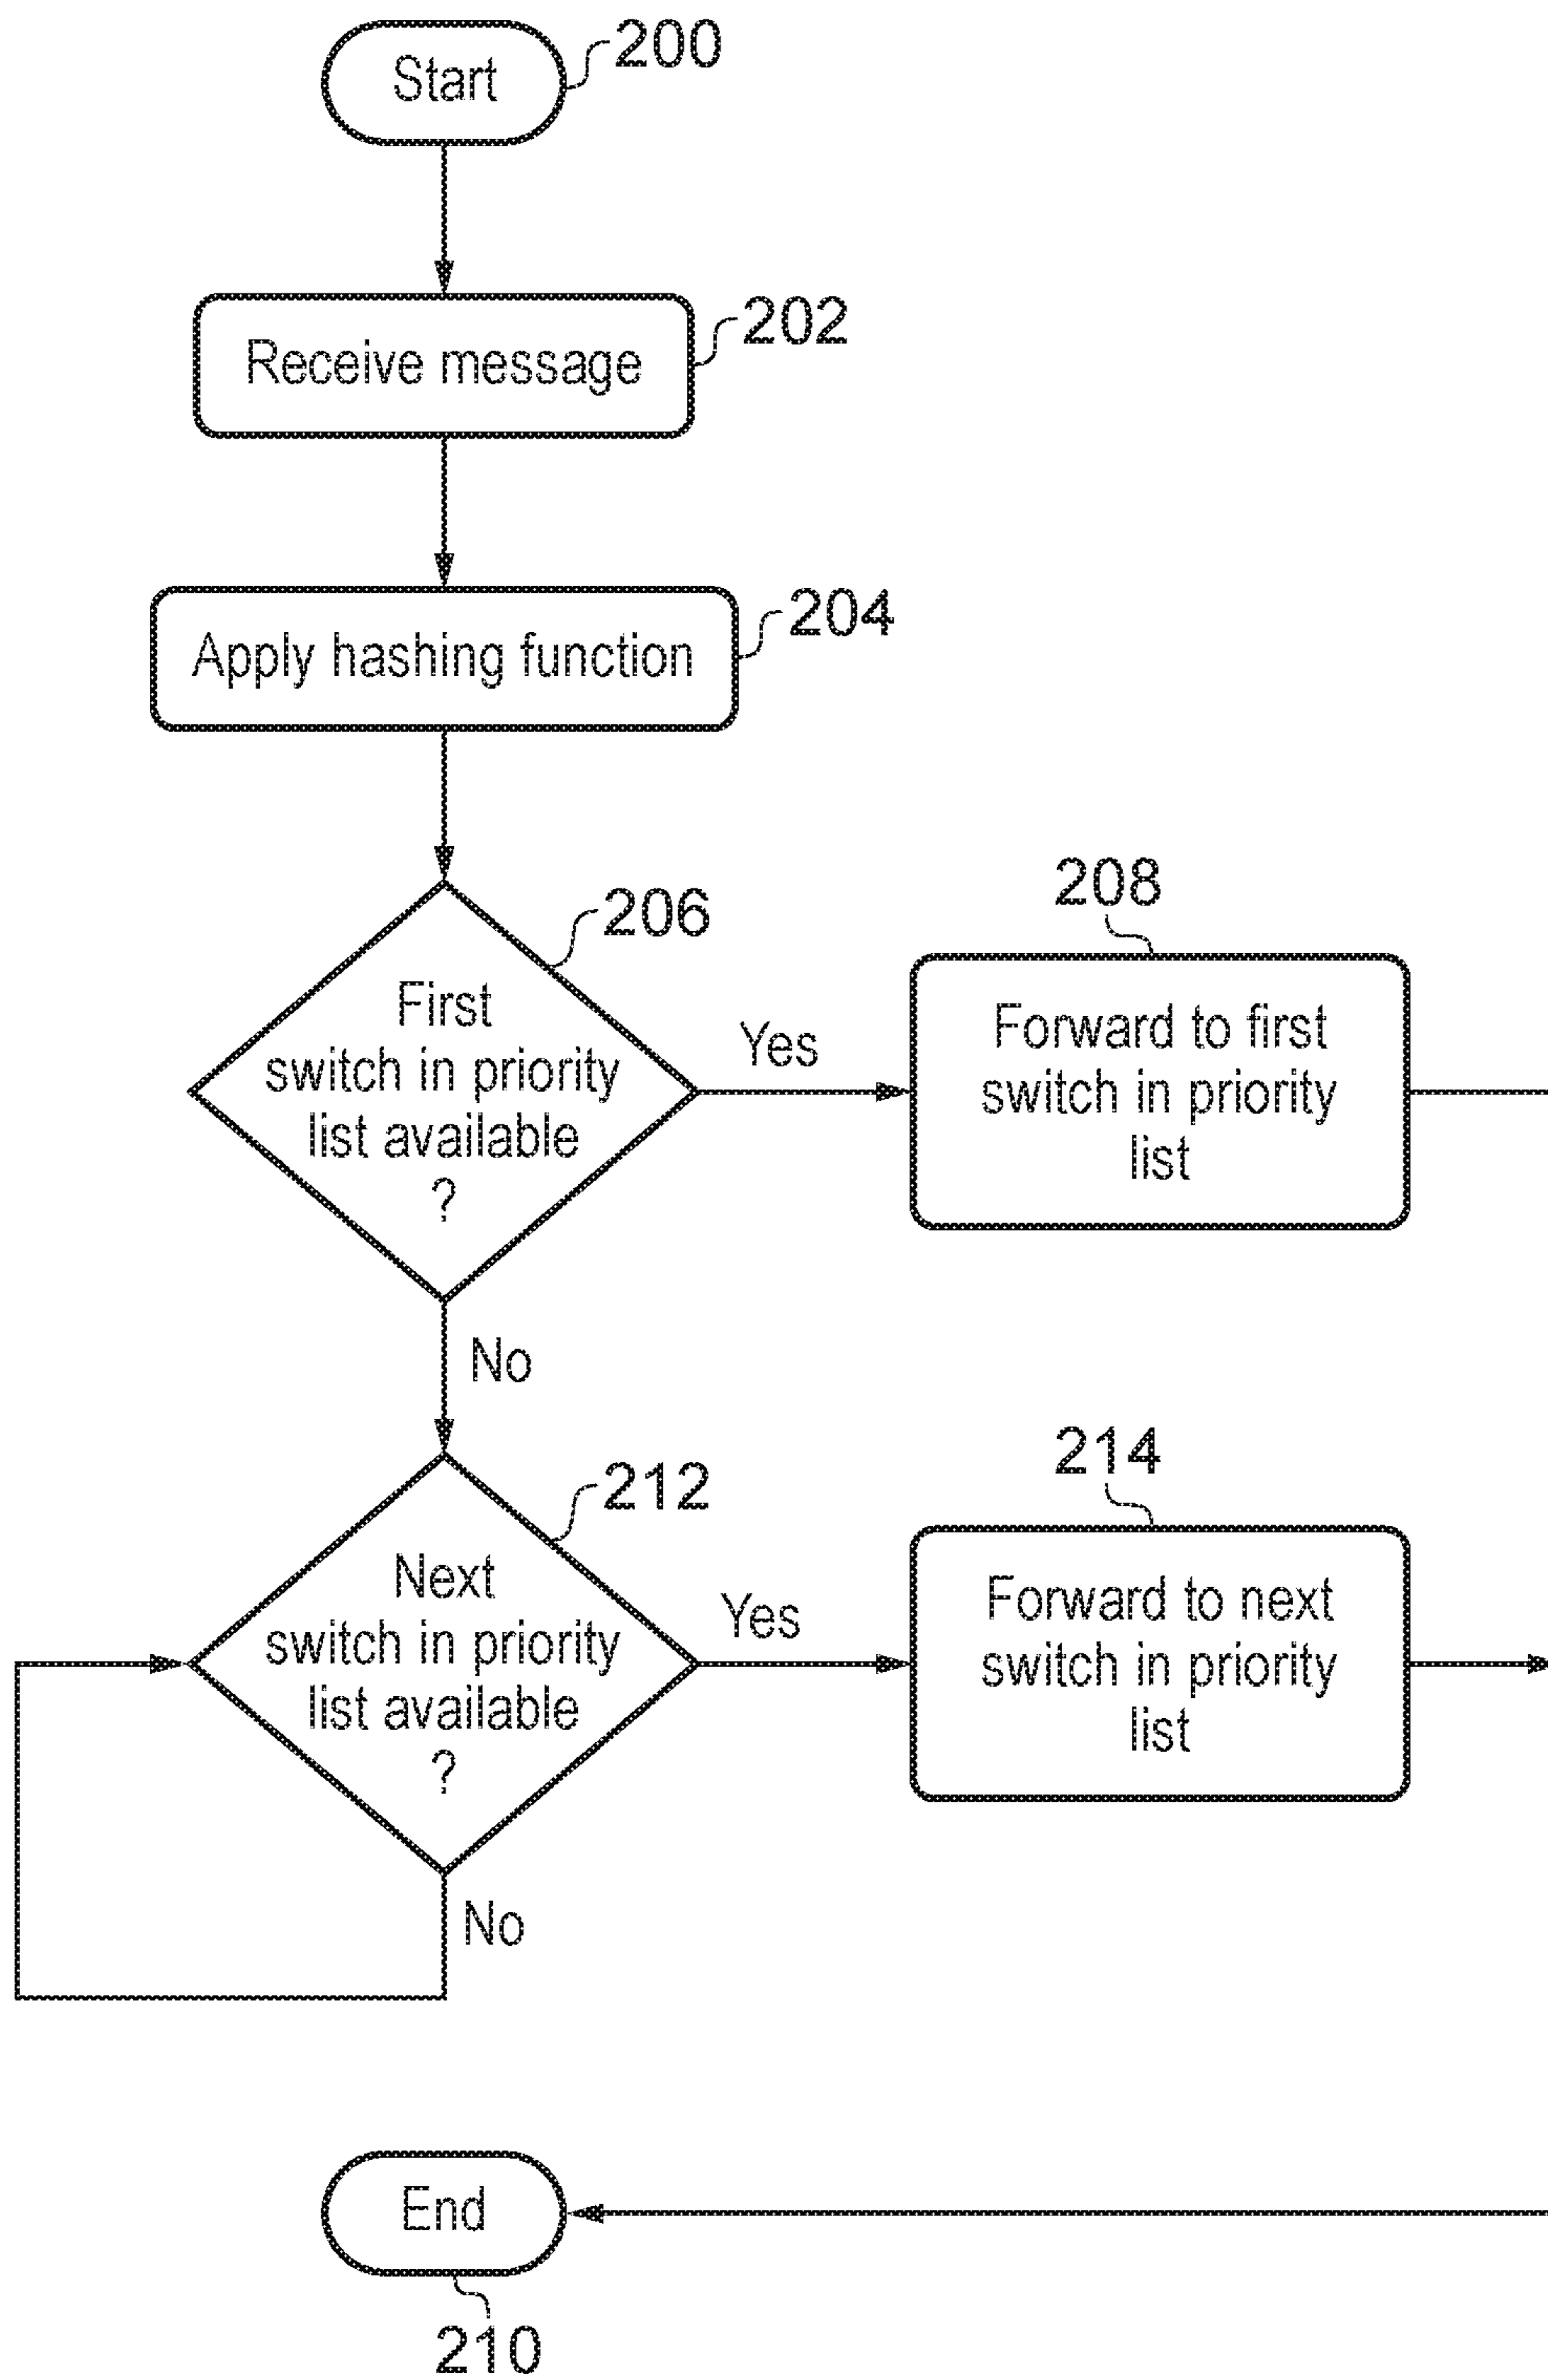 Start
200
Receive message
202
Apply hashing function
204
206
First
switch in priority
list available
?
Yes
208
Forward to first
switch in priority
list
No
212
Next
switch in priority
list available
?
Yes
214
Forward to next
switch in priority
list
No
End
210